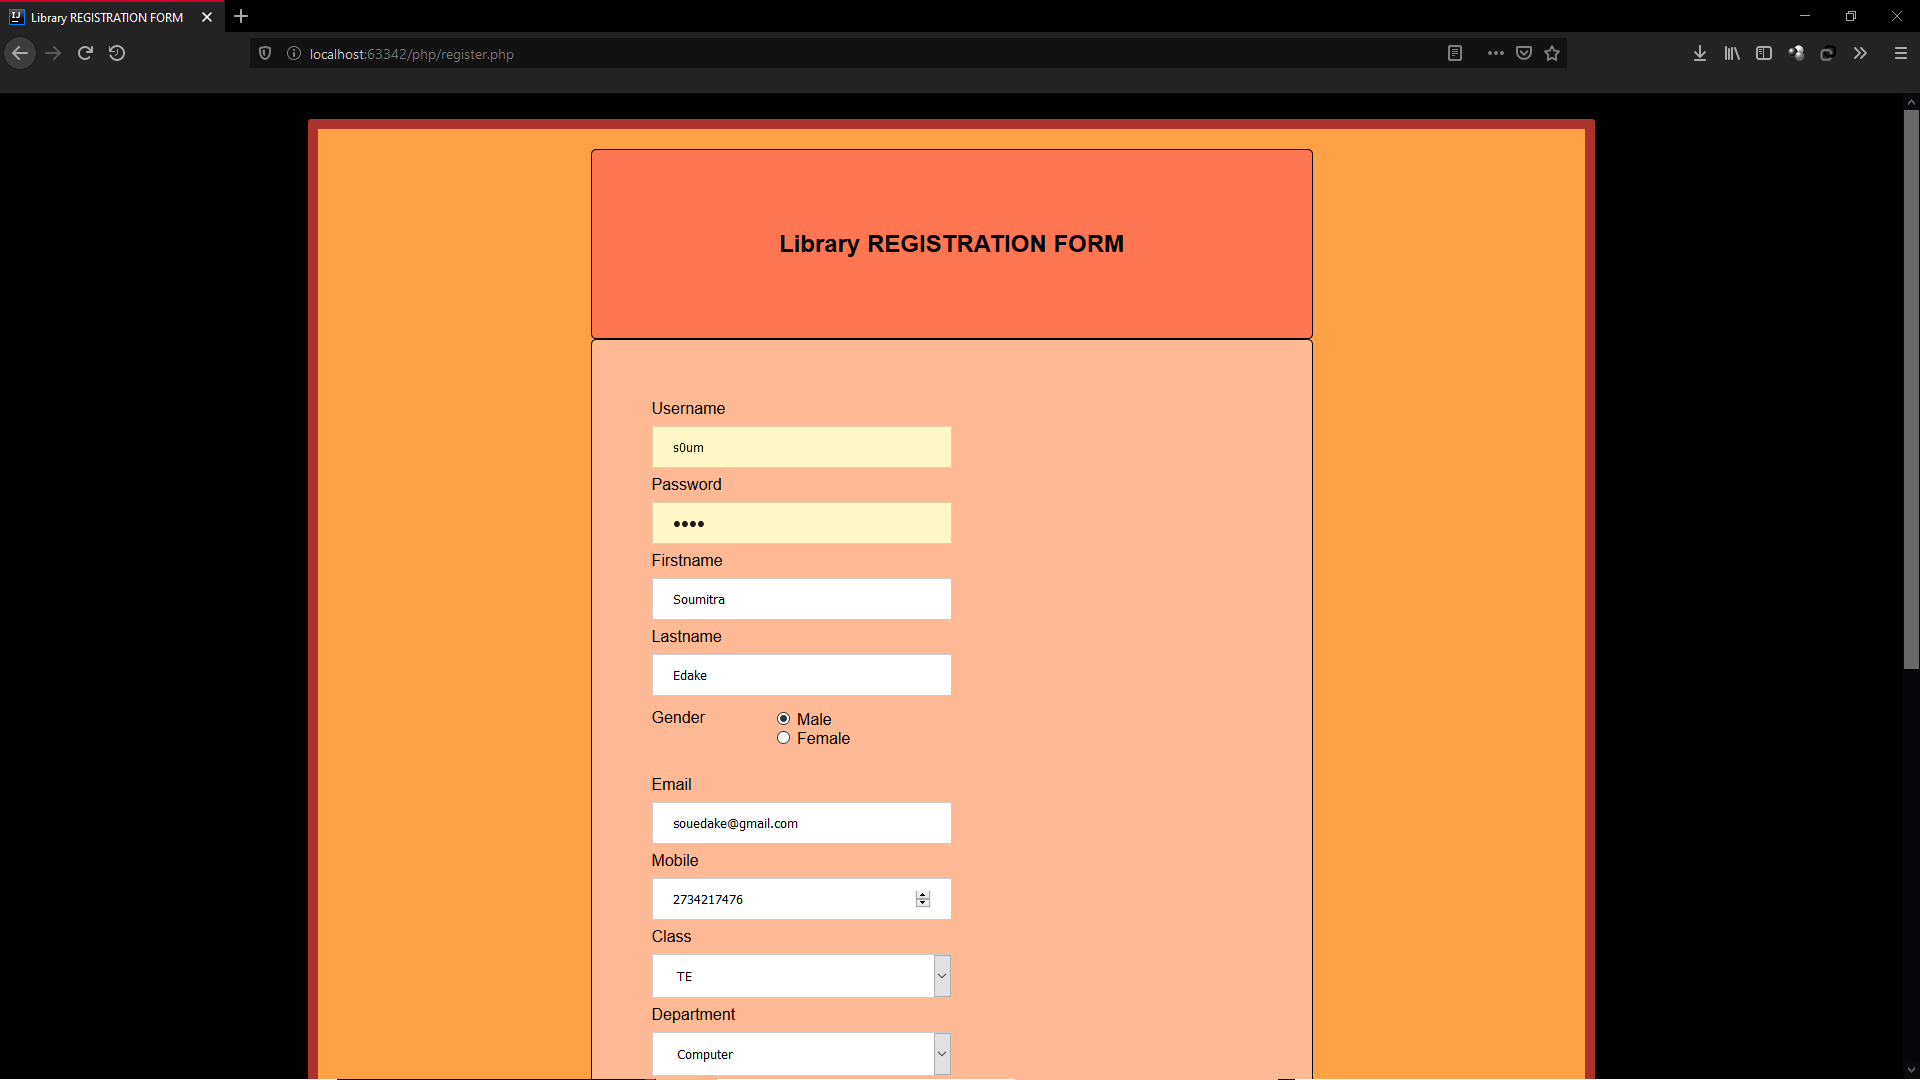 Library REGISTRATION FORM
localhost:63342/php/register.php
Library REGISTRATION FORM
Username
s0um
Password
••••
Firstname
Soumitra
Lastname
Edake
Gender
Male
Female
Email
souedake@gmail.com
Mobile
2734217476
Class
TE
Department
Computer